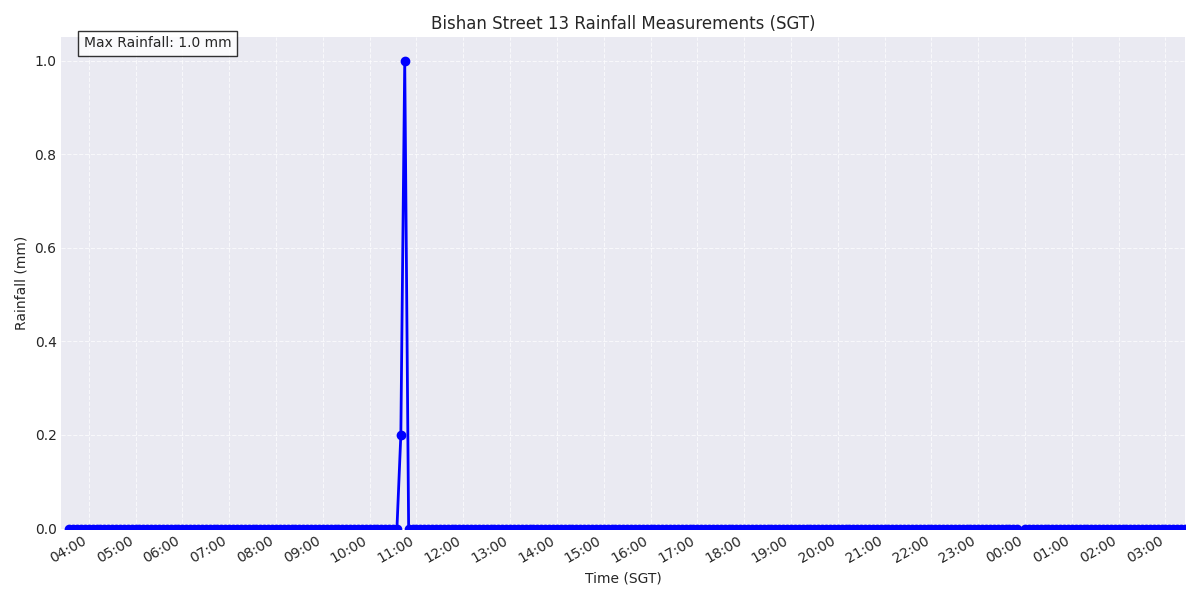 Bishan Street 13 Rainfall Measurements (SGT)
Max Rainfall: 1.0 mm
1.0
0.8
0.6
0.4
0.2
0.0
Rainfall (mm)
04:00 05:00 06:00 07:00 08:00 09:00 10:00 11:00 12:00 13:00 14:00 15:00 16:00 17:00 18:00 19:00 20:00 21:00 22:00 23:00 00:00 01:00 02:00 03:00
Time (SGT)